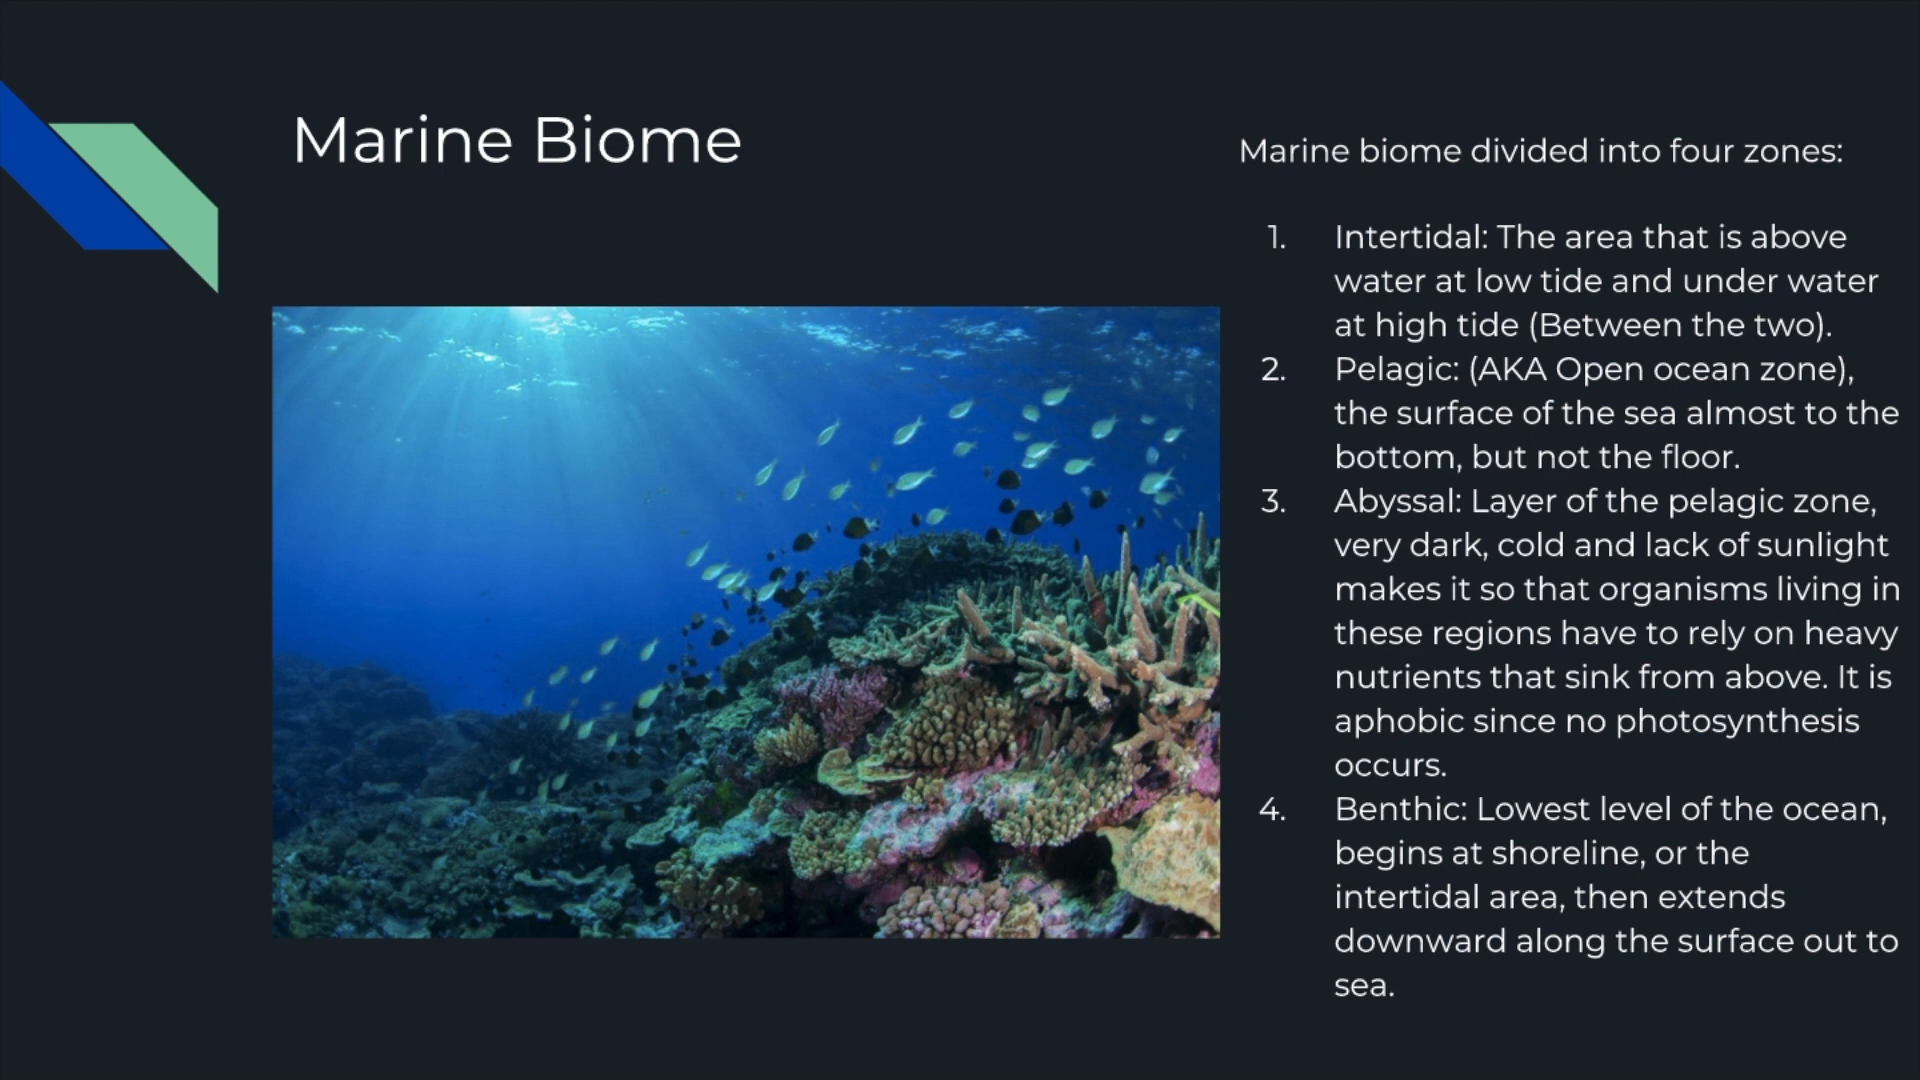 Marine Biome
Marine biome divided into four zones:
1. Intertidal: The area that is above
water at low tide and under water
at high tide (Between the two).
2. Pelagic: (AKA Open ocean zone),
the surface of the sea almost to the
bottom, but not the floor.
3. Abyssal: Layer of the pelagic zone,
very dark, cold and lack of sunlight
makes it so that organisms living in
these regions have to rely on heavy
nutrients that sink from above. It is
aphobic since no photosynthesis
occurs.
4. Benthic: Lowest level of the ocean,
begins at shoreline, or the
intertidal area, then extends
downward along the surface out to
sea.